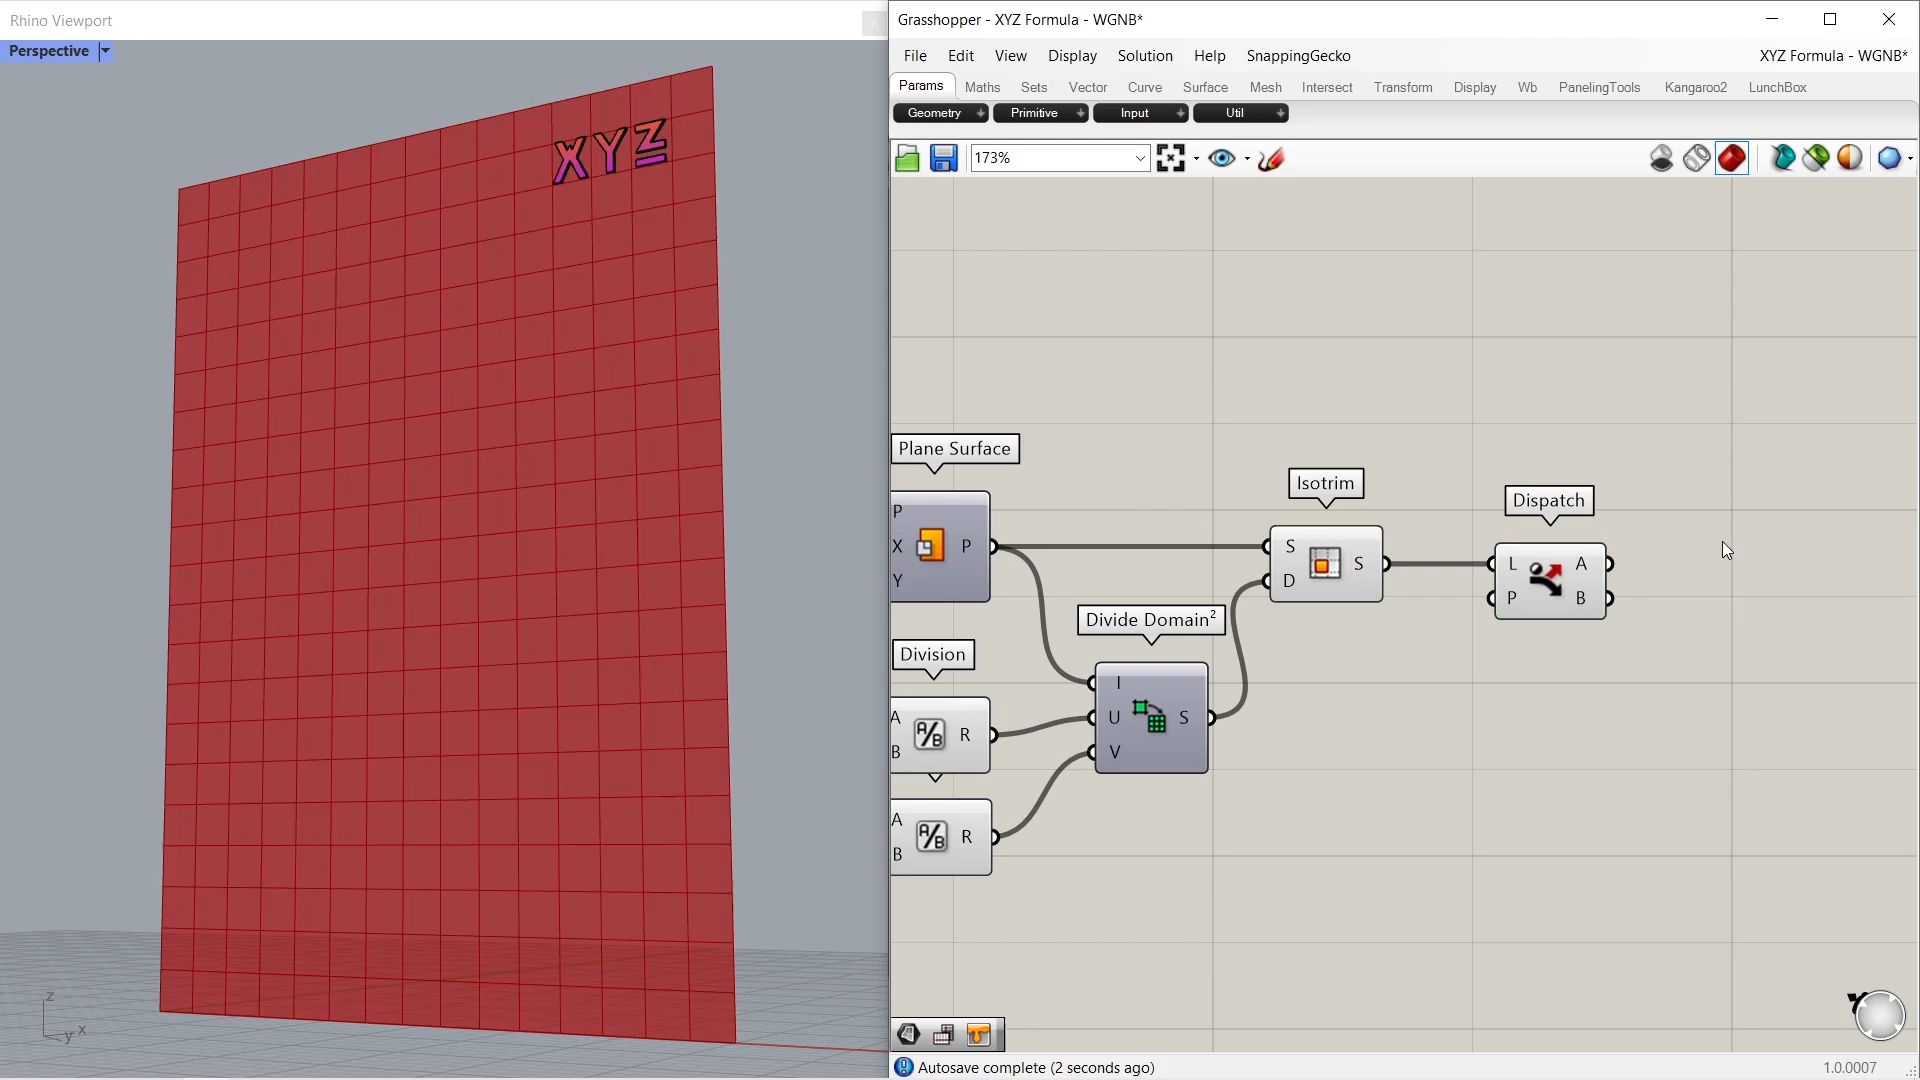 Rhino Viewport
Perspective
XYZ
z
y
x
Grasshopper - XYZ Formula - WGNB*
File Edit View Display Solution Help SnappingGecko
XYZ Formula - WGNB*
Params Maths Sets Vector Curve Surface Mesh Intersect Transform Display Wb PanelingTools Kangaroo2 LunchBox
Geometry Primitive Input Util
173%
Plane Surface
P
X P
Y
Isotrim
S
D
S
Dispatch
L A
P B
Divide Domain²
I
U S
V
Division
A
B
R
A
B
R
Autosave complete (2 seconds ago)
1.0.0007